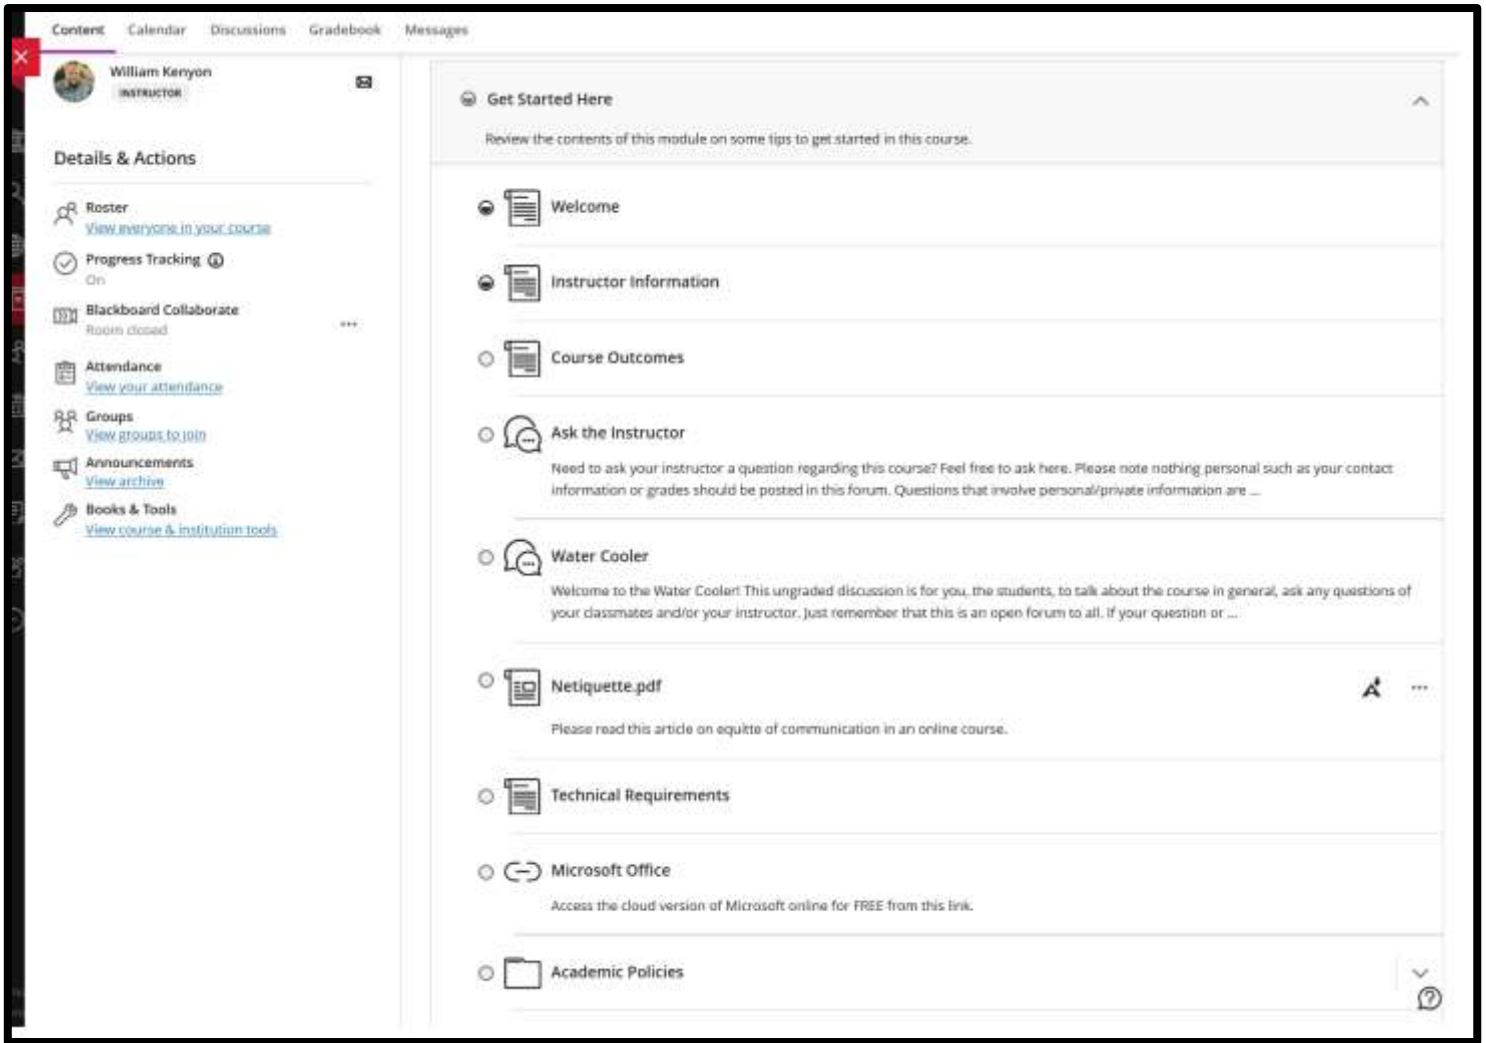 Content Calendar Discussions Gradebook Messages
William Kenyon
INSTRUCTOR
Details & Actions
Roster
View everyone in your course
Progress Tracking
On
Blackboard Collaborate
Room closed
Attendance
View your attendance
Groups
View groups to join
Announcements
View archive
Books & Tools
View course & institution tools
Get Started Here
Review the contents of this module on some tips to get started in this course.
Welcome
Instructor Information
Course Outcomes
Ask the Instructor
Need to ask your instructor a question regarding this course? Feel free to ask here. Please note nothing personal such as your contact
information or grades should be posted in this forum. Questions that involve personal/private information are ...
Water Cooler
Welcome to the Water Cooler! This ungraded discussion is for you, the students, to talk about the course in general, ask any questions of
your classmates and/or your instructor. Just remember that this is an open forum to all. If your question or ...
Netiquette.pdf
Please read this article on equitte of communication in an online course.
Technical Requirements
Microsoft Office
Access the cloud version of Microsoft online for FREE from this link.
Academic Policies